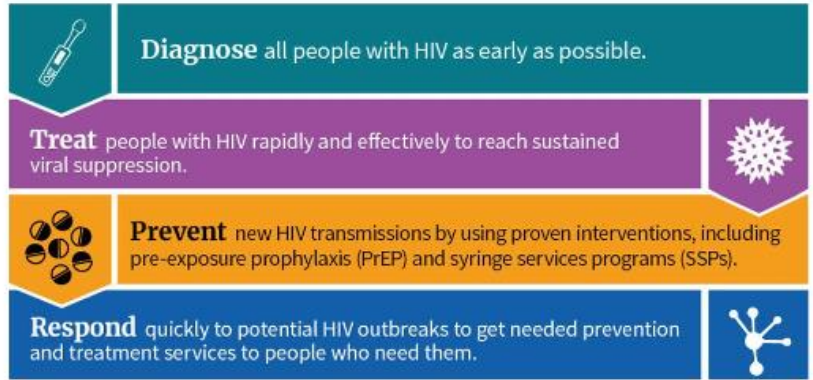 Diagnose all people with HIV as early as possible.
Treat people with HIV rapidly and effectively to reach sustained
viral suppression.
Prevent new HIV transmissions by using proven interventions, including
pre-exposure prophylaxis (PrEP) and syringe services programs (SSPs).
Respond quickly to potential HIV outbreaks to get needed prevention
and treatment services to people who need them.